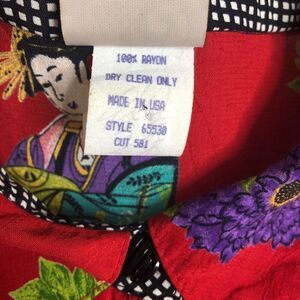 100% RAYON
DRY CLEAN ONLY
MADE IN USA
STYLE 65530
CUT 581